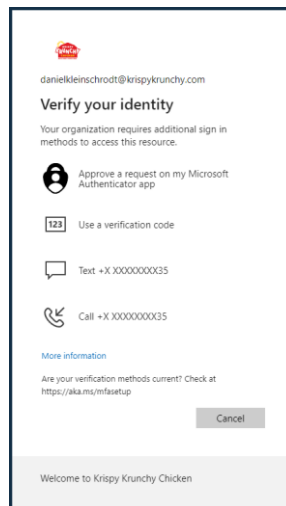 danielkleinschrodt@krispykrunchy.com
Verify your identity
Your organization requires additional sign in
methods to access this resource.
Approve a request on my Microsoft
Authenticator app
123
Use a verification code
Text +X XXXXXXXX35
Call +X XXXXXXXX35
More information
Are your verification methods current? Check at
https://aka.ms/mfasetup
Cancel
Welcome to Krispy Krunchy Chicken